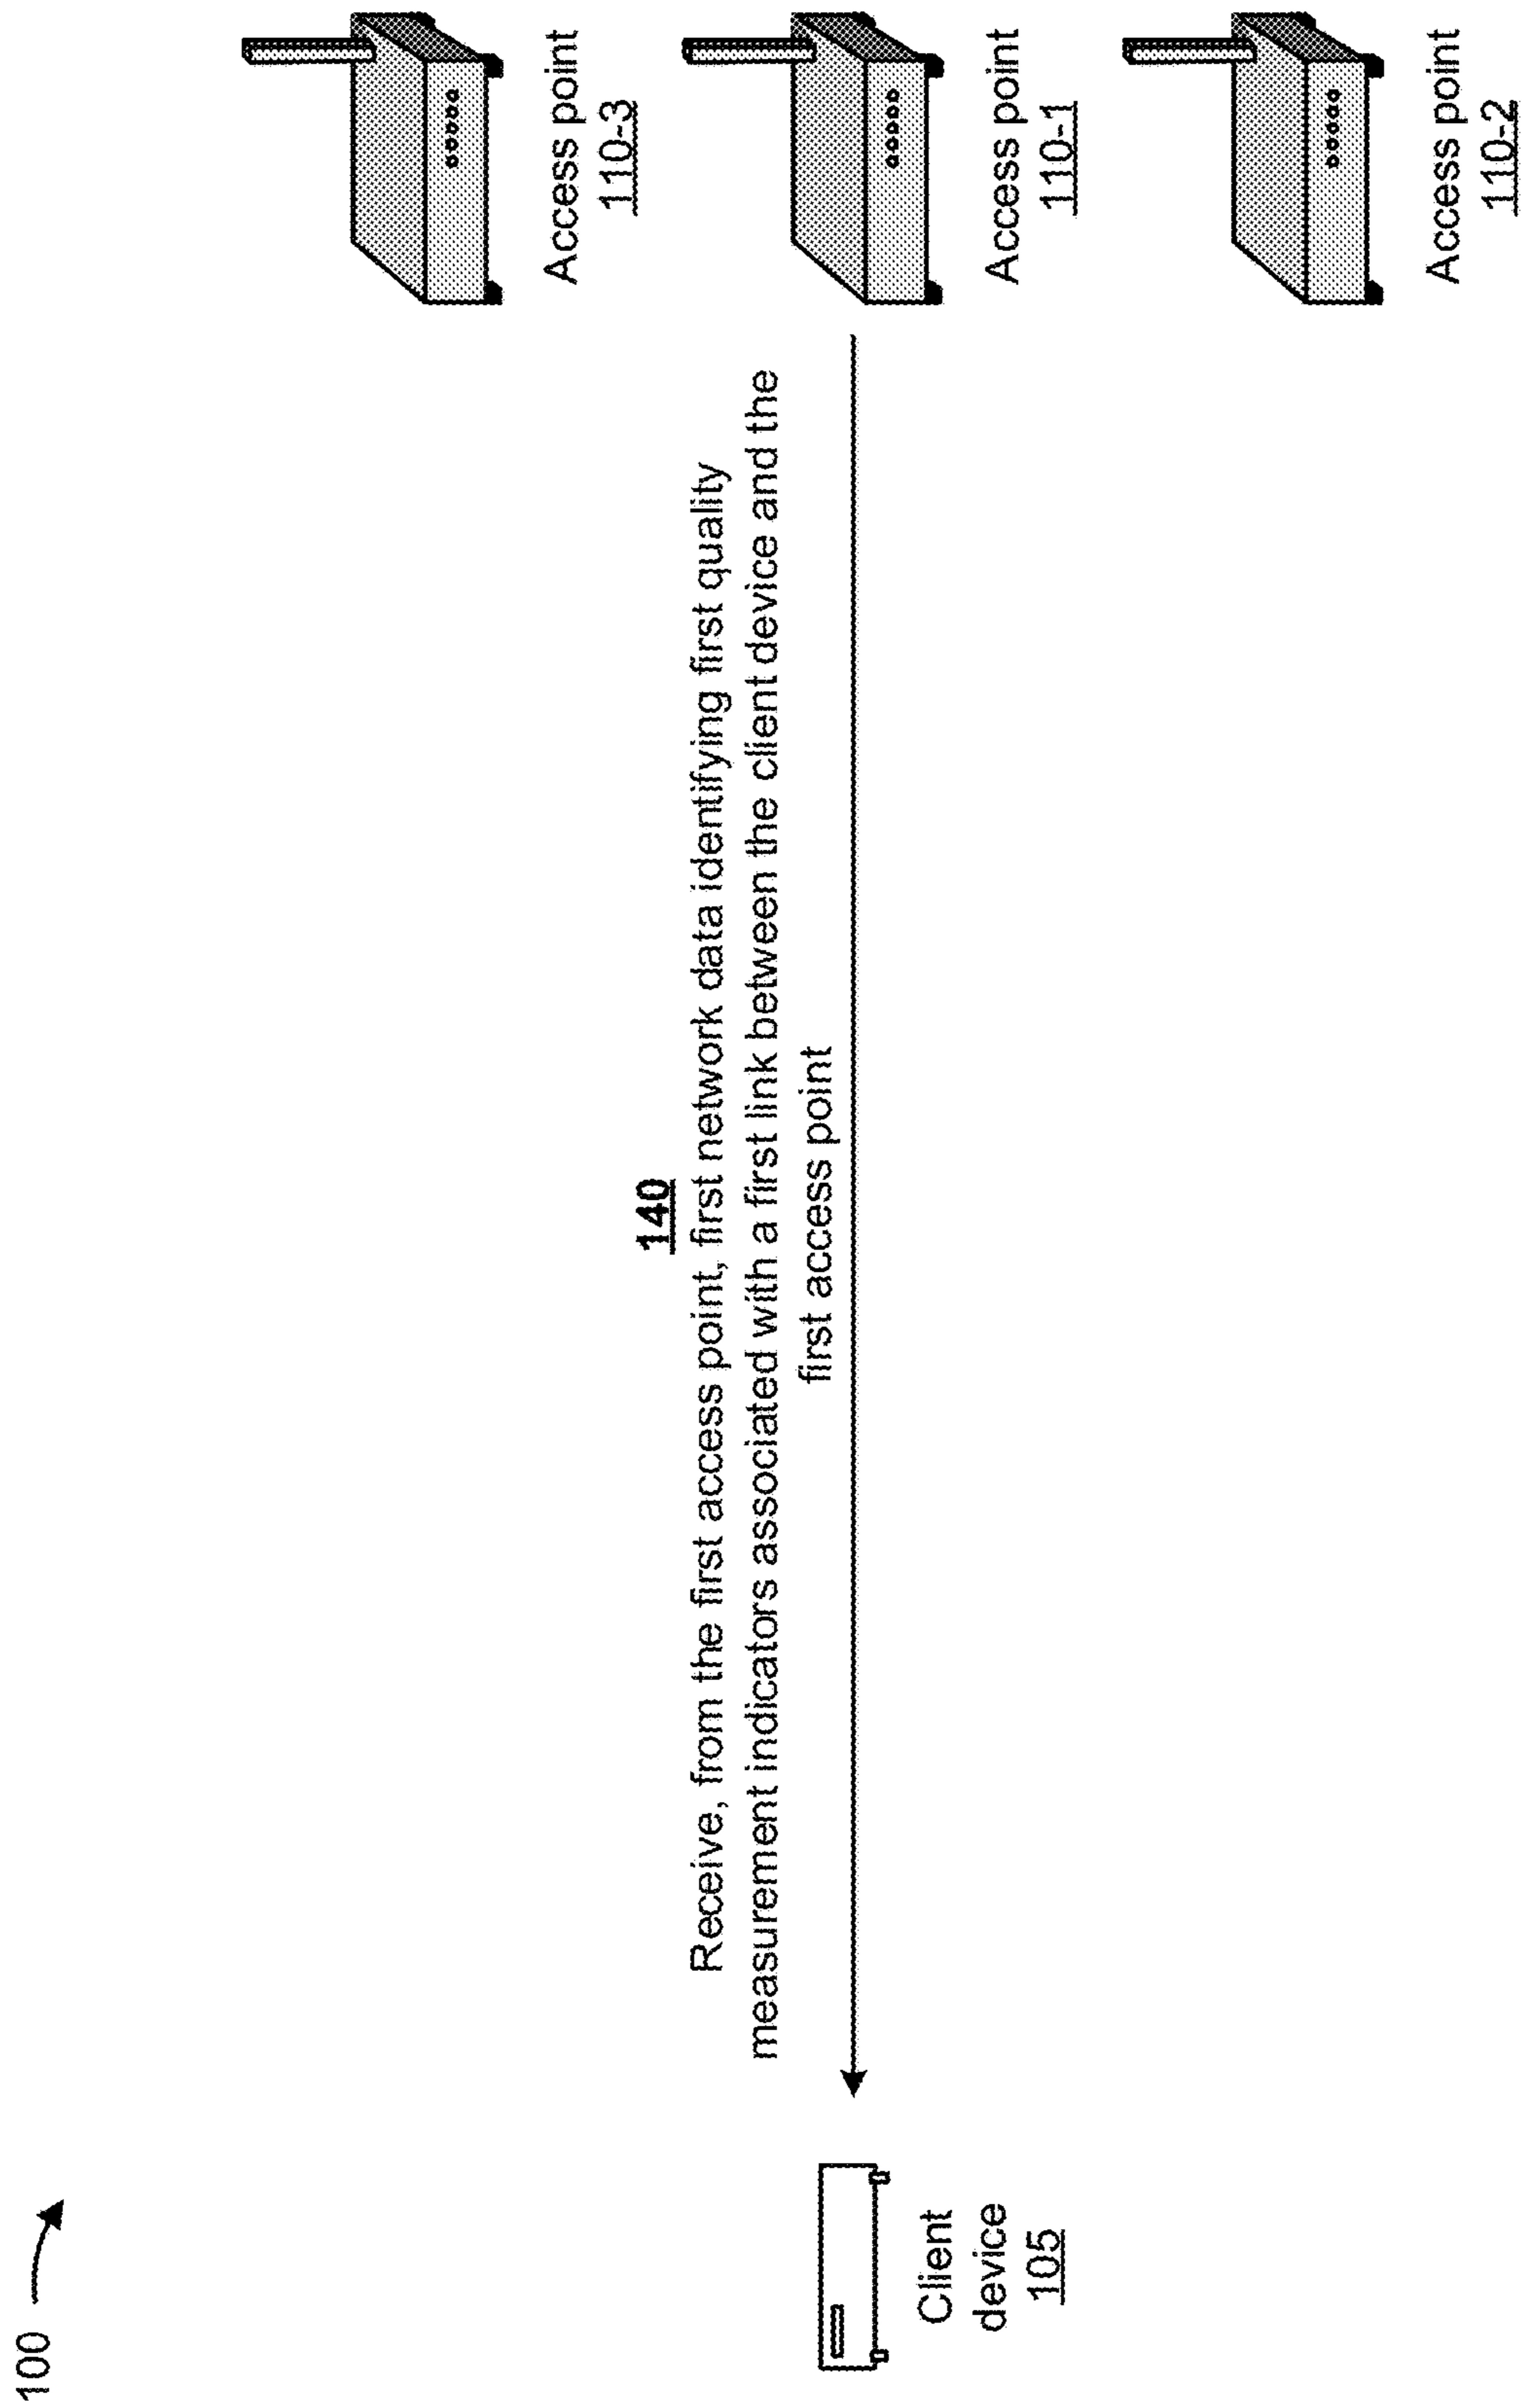 100
Access point
110-3
140
Receive, from the first access point, first network data identifying first quality
measurement indicators associated with a first link between the client device and the
first access point
Client
device
105
Access point
110-1
Access point
110-2